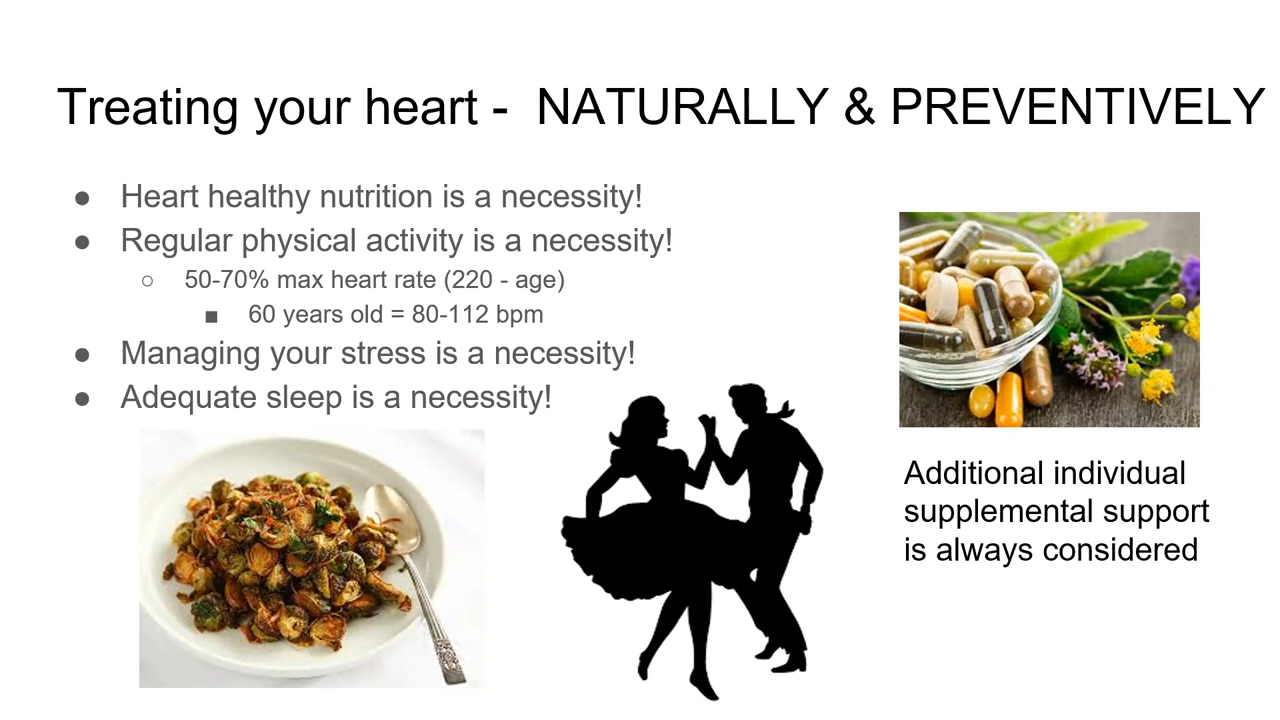 Treating your heart -  NATURALLY & PREVENTIVELY
● Heart healthy nutrition is a necessity!
● Regular physical activity is a necessity!
○ 50-70% max heart rate (220 - age)
■ 60 years old = 80-112 bpm
● Managing your stress is a necessity!
● Adequate sleep is a necessity!
Additional individual
supplemental support
is always considered